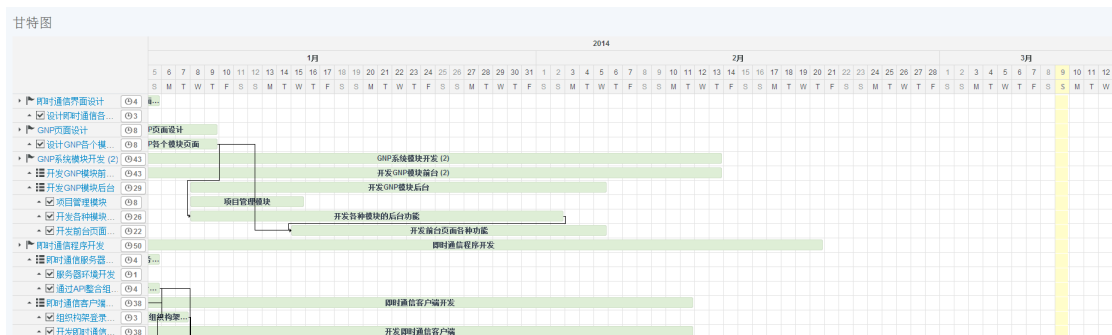 甘特图
2014
1月 2月 3月
5 6 7 8 9 10 11 12 13 14 15 16 17 18 19 20 21 22 23 24 25 26 27 28 29 30 31 1 2 3 4 5 6 7 8 9 10 11 12 13 14 15 16 17 18 19 20 21 22 23 24 25 26 27 28 1 2 3 4 5 6 7 8 9 10 11 12
S M T W T F S S M T W T F S S M T W T F S S M T W T F S S M T W T F S S M T W T F S S M T W T F S S M T W T F S S M T W T F S S M T W
即时通信界面设计 4
设计即时通信各... 3
GNP页面设计 8 P页面设计
设计GNP各个模... 8 P各个模块页面
GNP系统模块开发 (2) 43 GNP系统模块开发 (2)
开发GNP模块前... 43 开发GNP模块前台 (2)
开发GNP模块后台 29 开发GNP模块后台
项目管理模块 8 项目管理模块
开发各种模块... 26 开发各种模块的后台功能
开发前台页面... 22 开发前台页面各种功能
即时通信程序开发 50 即时通信程序开发
即时通信服务器... 4
服务器环境开发 1
通过API整合组... 4
即时通信客户端... 38 即时通信客户端开发
组织构架登录... 3 组织构架...
开发即时通信... 38 开发即时通信客户端